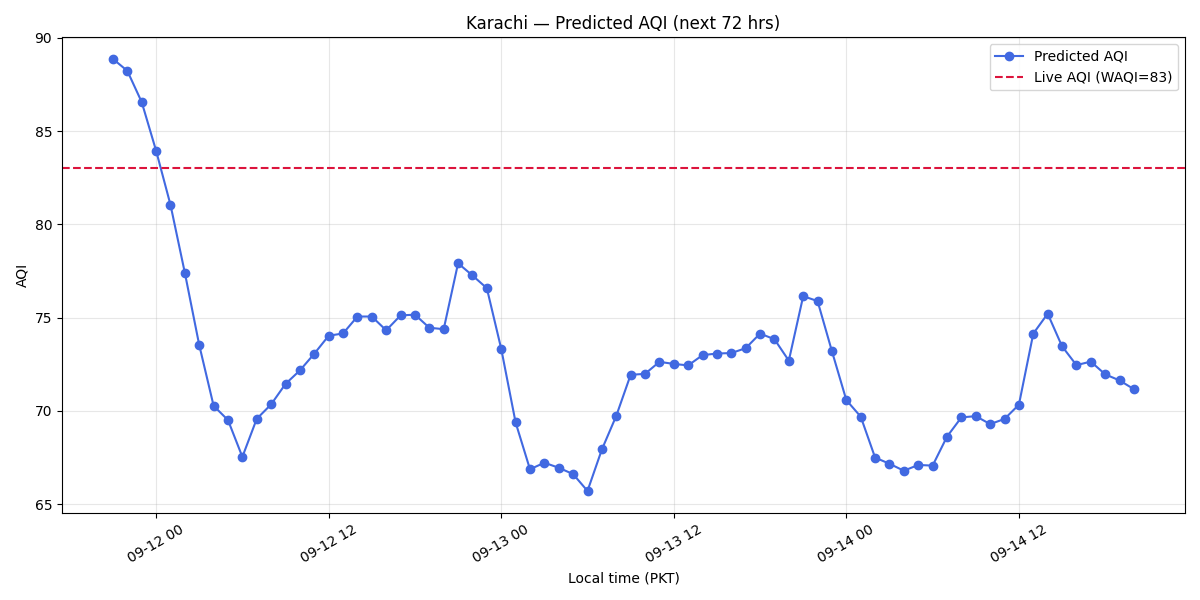 Karachi — Predicted AQI (next 72 hrs)
Predicted AQI
Live AQI (WAQI=83)
AQI
90
85
80
75
70
65
09-12 00
09-12 12
09-13 00
09-13 12
09-14 00
09-14 12
Local time (PKT)